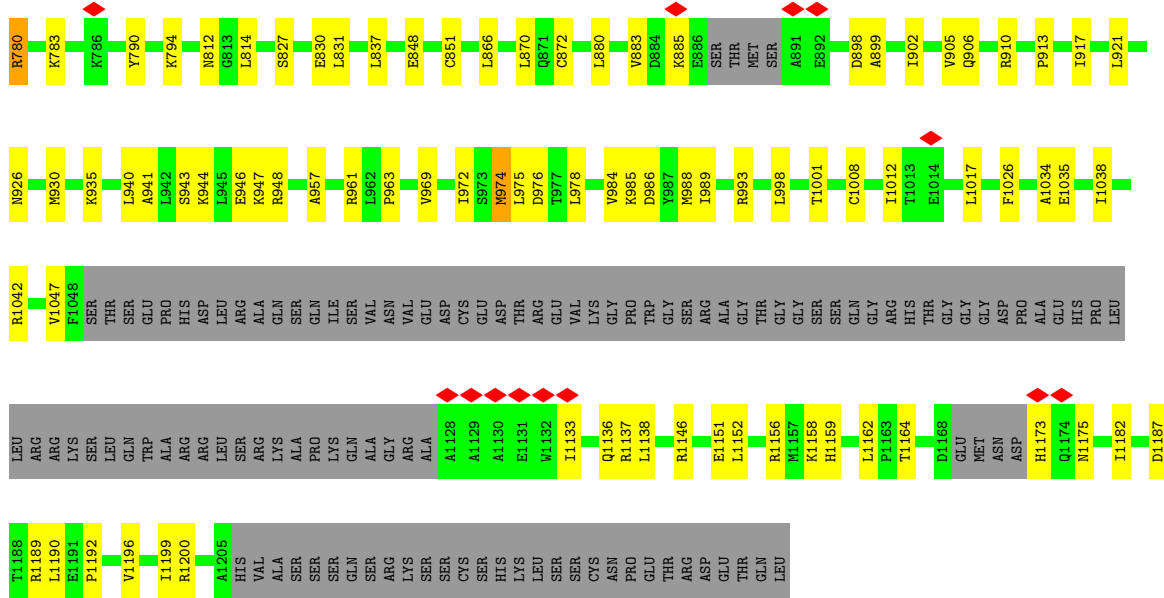 R780 K783 K786 Y790 K794 N812 G813 L814 S827 E830 L831 L837 E848 C851 L866 L870 Q871 C872 L880 V883 D884 K885 E886 SER THR MET SER A891 E892 D898 A899 I902 V905 Q906 R910 P913 I917 L921
N926 M930 K935 L940 A941 L942 S943 K944 L945 E946 K947 R948 A957 R961 L962 P963 V969 I972 S973 M974 L975 D976 T977 L978 V984 K985 D986 Y987 M988 I989 R993 L998 T1001 C1008 I1012 T1013 E1014 L1017 F1026 A1034 E1035 I1038
R1042 V1047 F1048 SER THR SER GLU PRO HIS ASP LEU ARG ALA GLN SER GLN ILE SER VAL ASN VAL GLU ASP CYS GLU ASP THR ARG GLU VAL LYS GLY PRO TRP GLY SER ARG ALA GLY THR GLY GLY SER SER GLN GLY ARG HIS THR GLY GLY GLY ASP PRO ALA GLU HIS PRO LEU
LEU ARG ARG LYS SER LEU GLN TRP ALA ARG ARG LEU SER ARG LYS ALA PRO LYS GLN ALA GLY ARG ALA A1128 A1129 A1130 E1131 W1132 I1133 Q1136 R1137 L1138 R1146 E1151 L1152 R1156 M1157 K1158 H1159 L1162 P1163 T1164 D1168 GLU MET ASN ASP H1173 Q1174 N1175 I1182 D1187
T1188 R1189 L1190 E1191 P1192 V1196 I1199 R1200 A1205 HIS VAL ALA SER SER SER GLN SER ARG LYS SER SER CYS SER HIS LYS LEU SER SER CYS ASN PRO GLU THR ARG ASP GLU THR GLN LEU